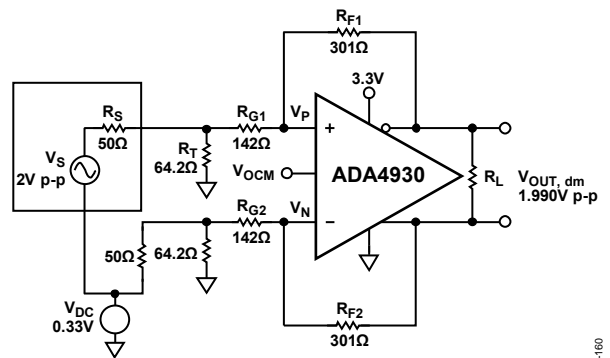 RF1
301Ω
3.3V
RS
50Ω
VS
2V p-p
RT
64.2Ω
RG1
142Ω
VP
+
VOCM
ADA4930
RL
VOUT, dm
1.990V p-p
RG2
142Ω
VN
−
50Ω
64.2Ω
VDC
0.33V
RF2
301Ω
-160